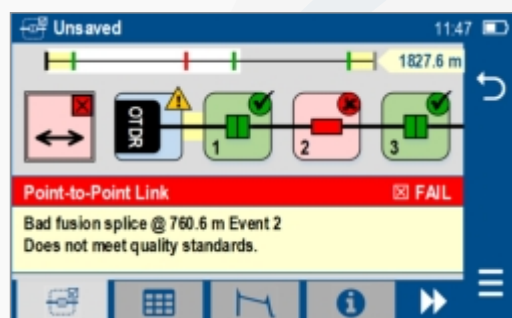 Unsaved 11:47
1827.6 m
OTDR
1 2 3
Point-to-Point Link FAIL
Bad fusion splice @ 760.6 m Event 2
Does not meet quality standards.